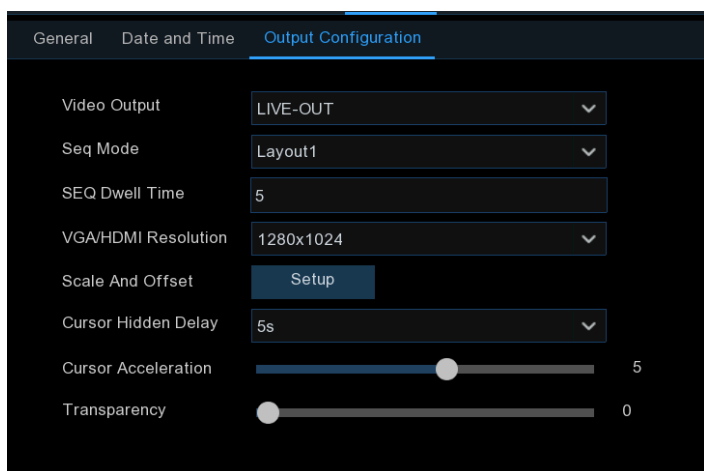 General Date and Time Output Configuration
Video Output LIVE-OUT
Seq Mode Layout1
SEQ Dwell Time 5
VGA/HDMI Resolution 1280x1024
Scale And Offset Setup
Cursor Hidden Delay 5s
Cursor Acceleration 5
Transparency 0